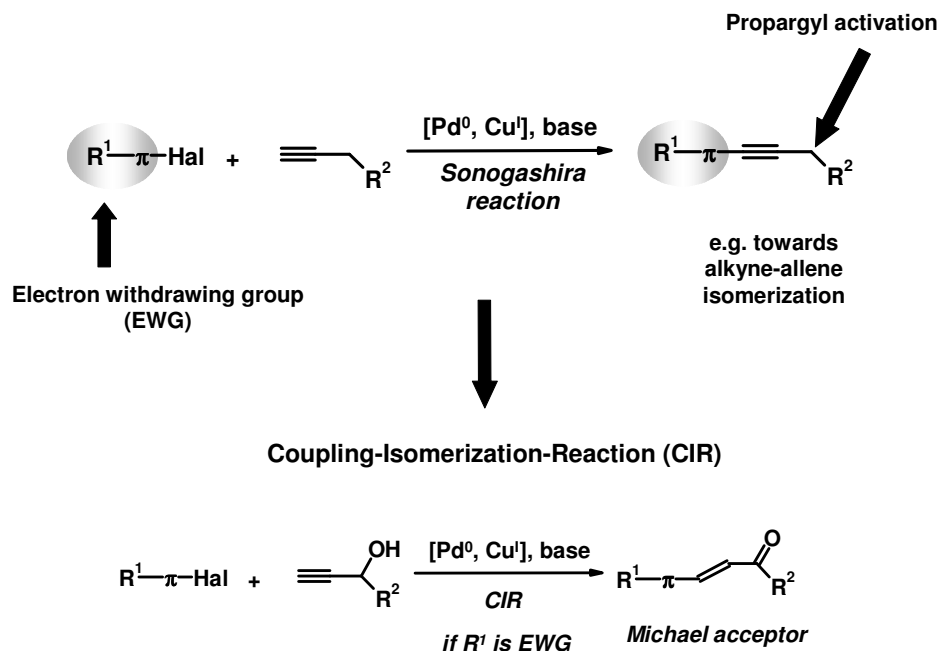 Propargyl activation
R¹—π—Hal + R² [Pd⁰, Cuᴵ], base R¹—π R²
Sonogashira
reaction
e.g. towards
alkyne-allene
isomerization
Electron withdrawing group
(EWG)
Coupling-Isomerization-Reaction (CIR)
R¹—π—Hal + OH R² [Pd⁰, Cuᴵ], base R¹—π O R²
CIR
if R¹ is EWG
Michael acceptor